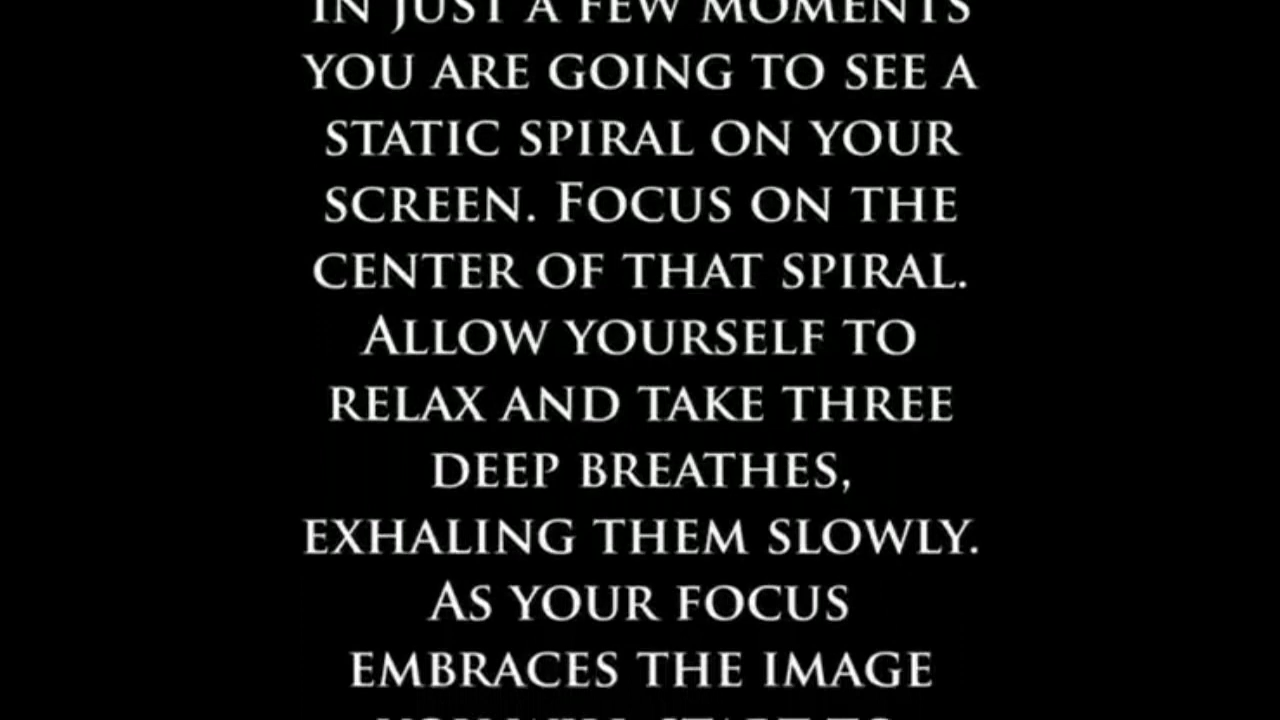 In just a few moments
you are going to see a
static spiral on your
screen. Focus on the
center of that spiral.
Allow yourself to
relax and take three
deep breathes,
exhaling them slowly.
As your focus
embraces the image